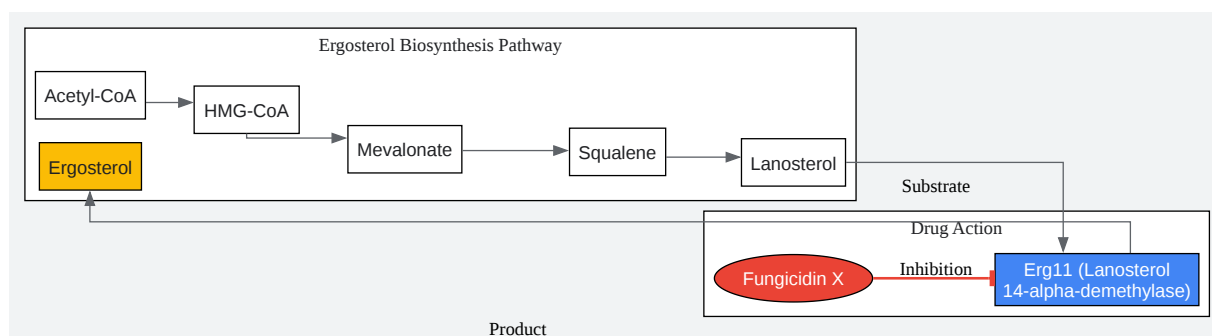 Ergosterol Biosynthesis Pathway
Acetyl-CoA
HMG-CoA
Mevalonate
Squalene
Lanosterol
Ergosterol
Substrate
Drug Action
Fungicidin X
Inhibition
Erg11 (Lanosterol
14-alpha-demethylase)
Product